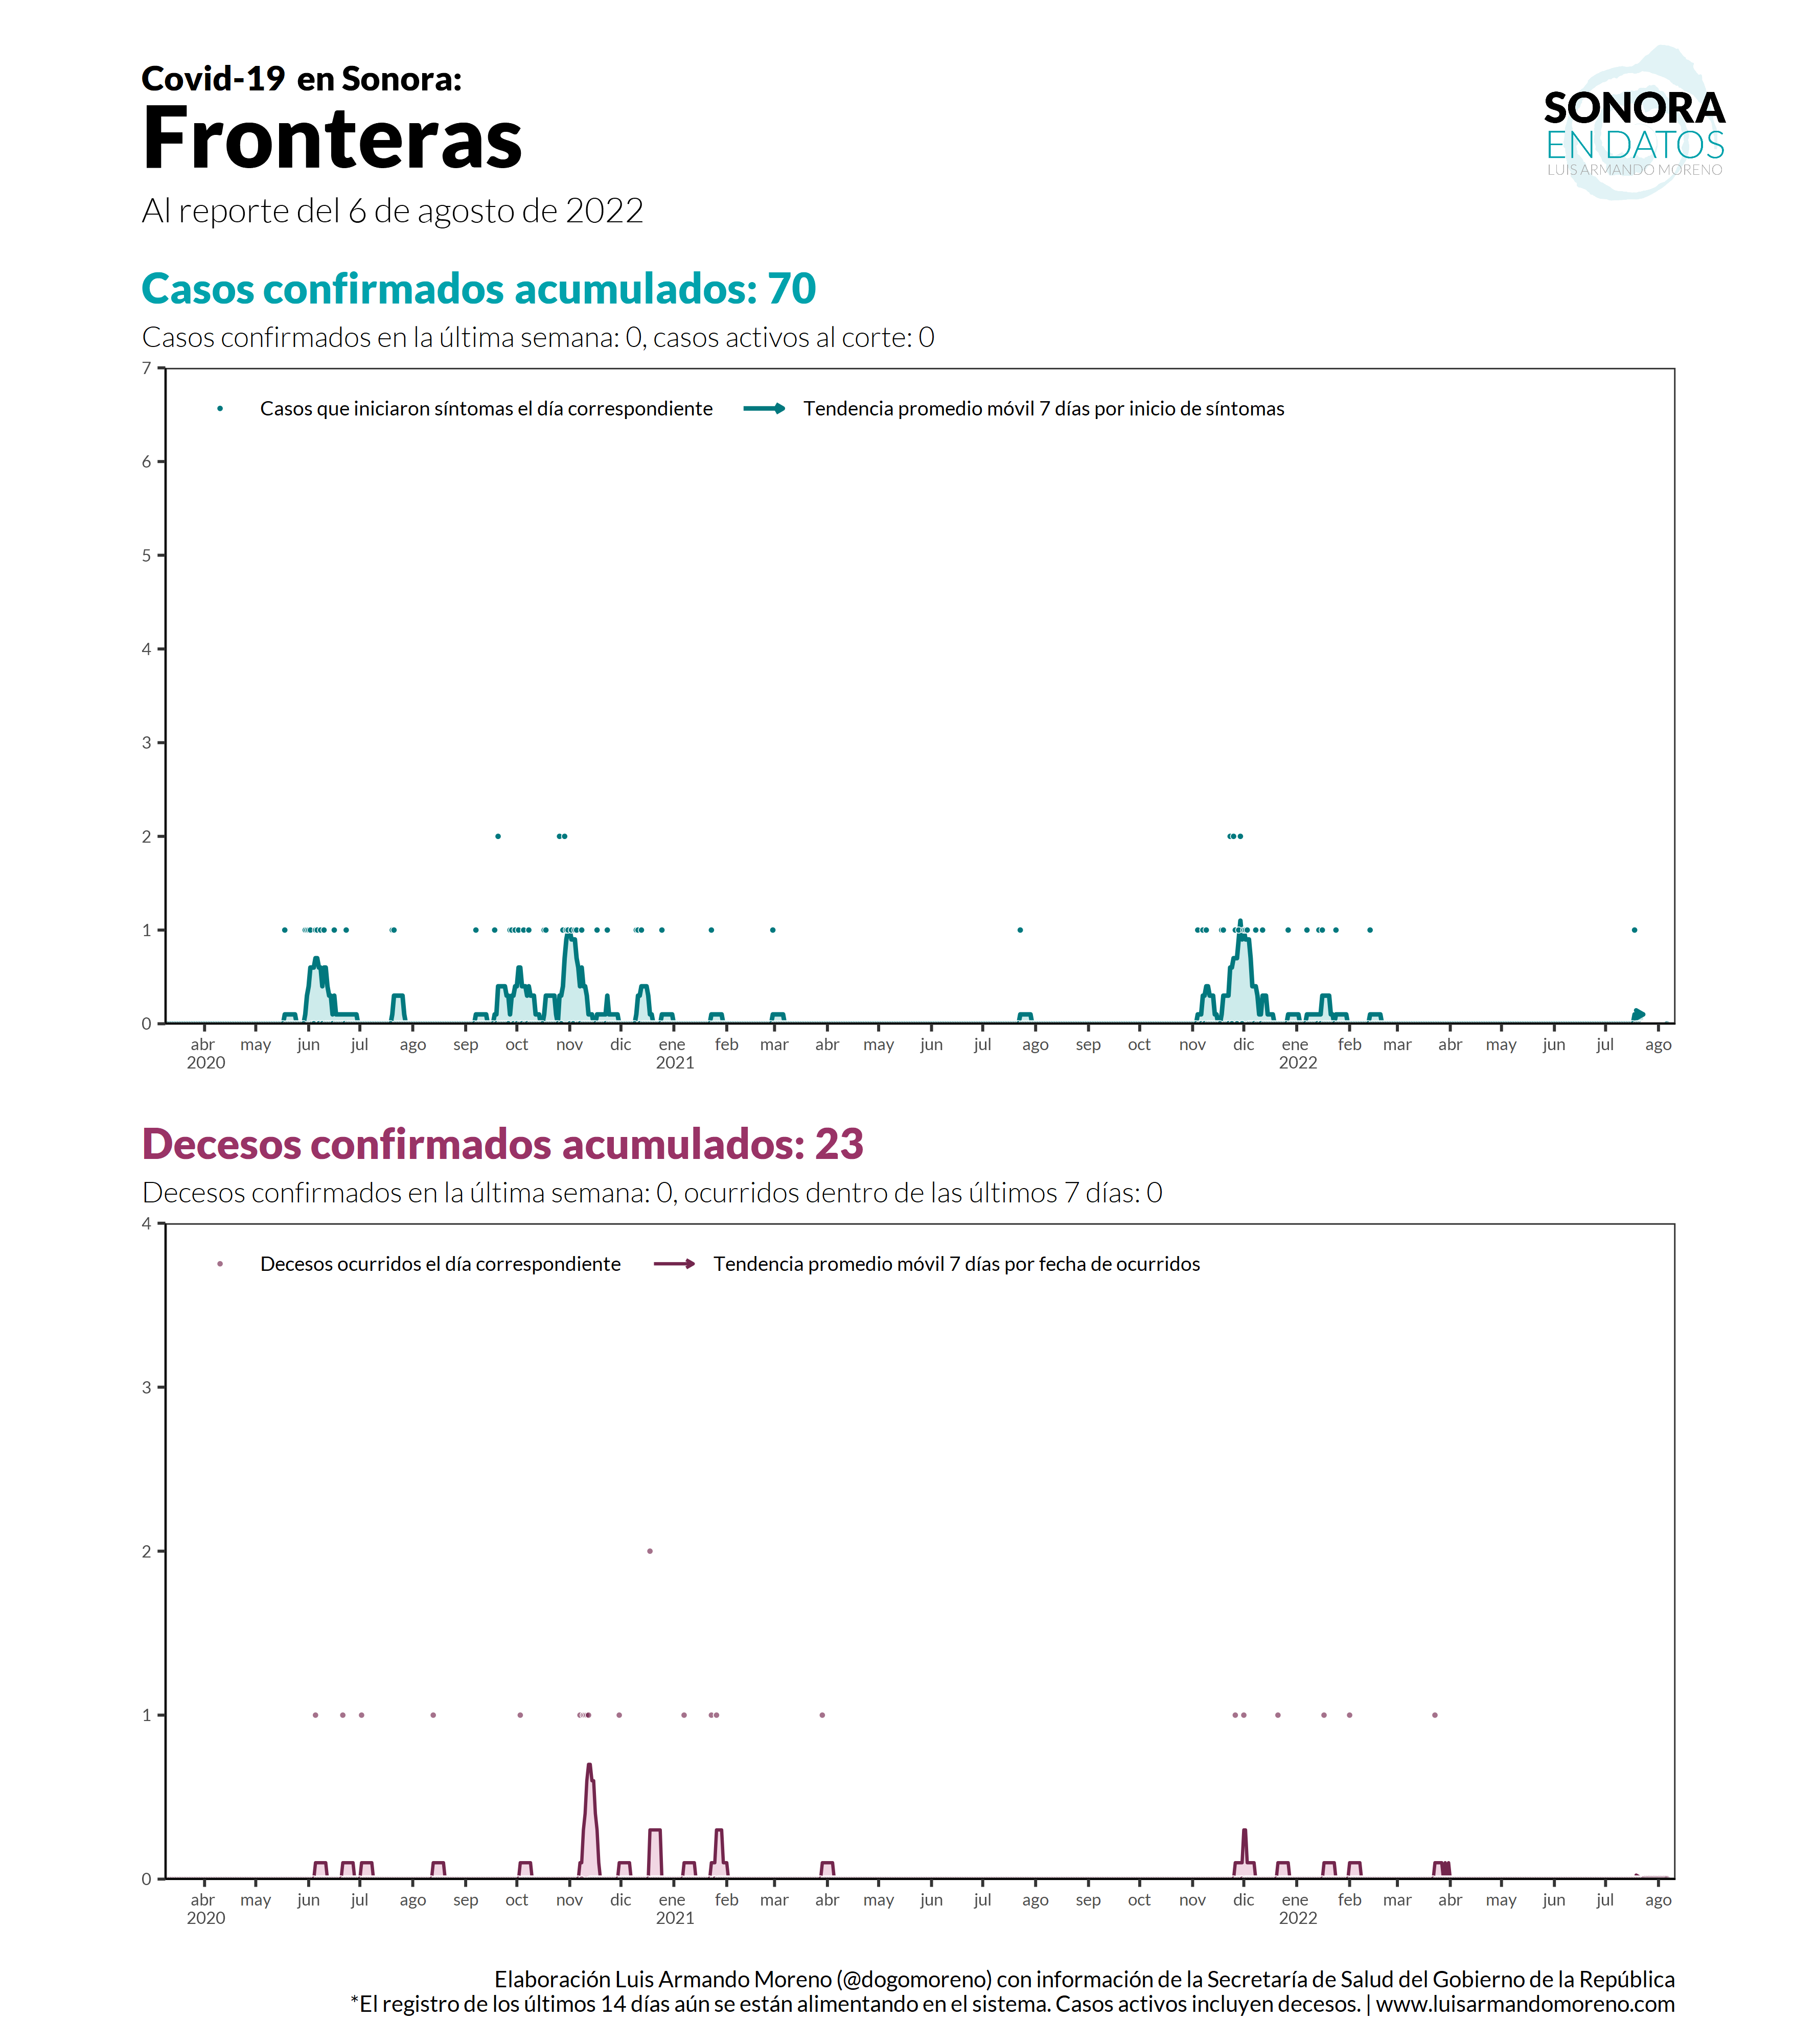 Covid-19 en Sonora:
Fronteras
Al reporte del 6 de agosto de 2022
SONORA
EN DATOS
LUIS ARMANDO MORENO
Casos confirmados acumulados: 70
Casos confirmados en la última semana: 0, casos activos al corte: 0
Casos que iniciaron síntomas el día correspondiente
Tendencia promedio móvil 7 días por inicio de síntomas
7
6
5
4
3
2
1
0
abr may jun jul ago sep oct nov dic ene feb mar abr may jun jul ago sep oct nov dic ene feb mar abr may jun jul ago
2020 2021 2022
Decesos confirmados acumulados: 23
Decesos confirmados en la última semana: 0, ocurridos dentro de las últimos 7 días: 0
Decesos ocurridos el día correspondiente
Tendencia promedio móvil 7 días por fecha de ocurridos
4
3
2
1
0
abr may jun jul ago sep oct nov dic ene feb mar abr may jun jul ago sep oct nov dic ene feb mar abr may jun jul ago
2020 2021 2022
Elaboración Luis Armando Moreno (@dogomoreno) con información de la Secretaría de Salud del Gobierno de la República
*El registro de los últimos 14 días aún se están alimentando en el sistema. Casos activos incluyen decesos. | www.luisarmandomoreno.com